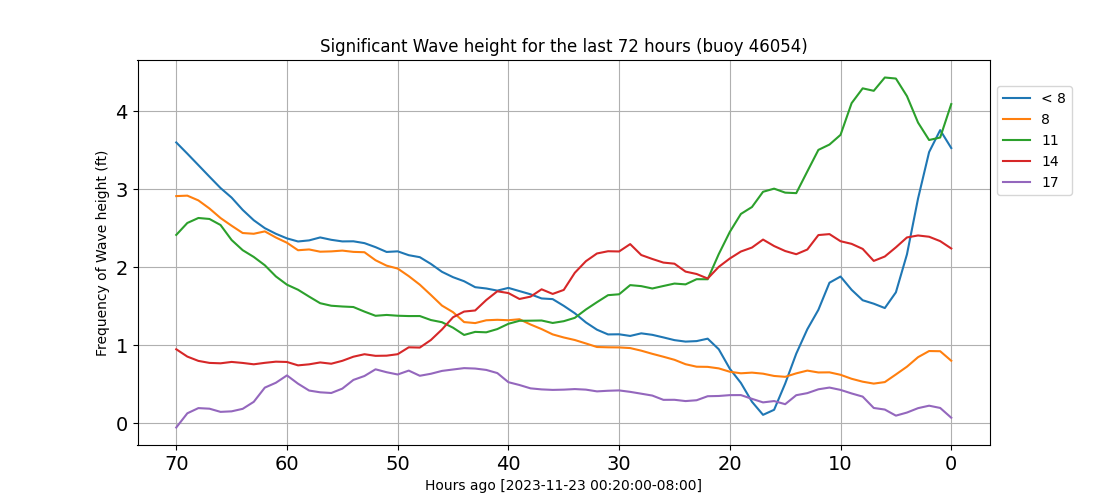 Significant Wave height for the last 72 hours (buoy 46054)
Frequency of Wave height (ft)
4
3
2
1
0
70 60 50 40 30 20 10 0
Hours ago [2023-11-23 00:20:00-08:00]
< 8
8
11
14
17